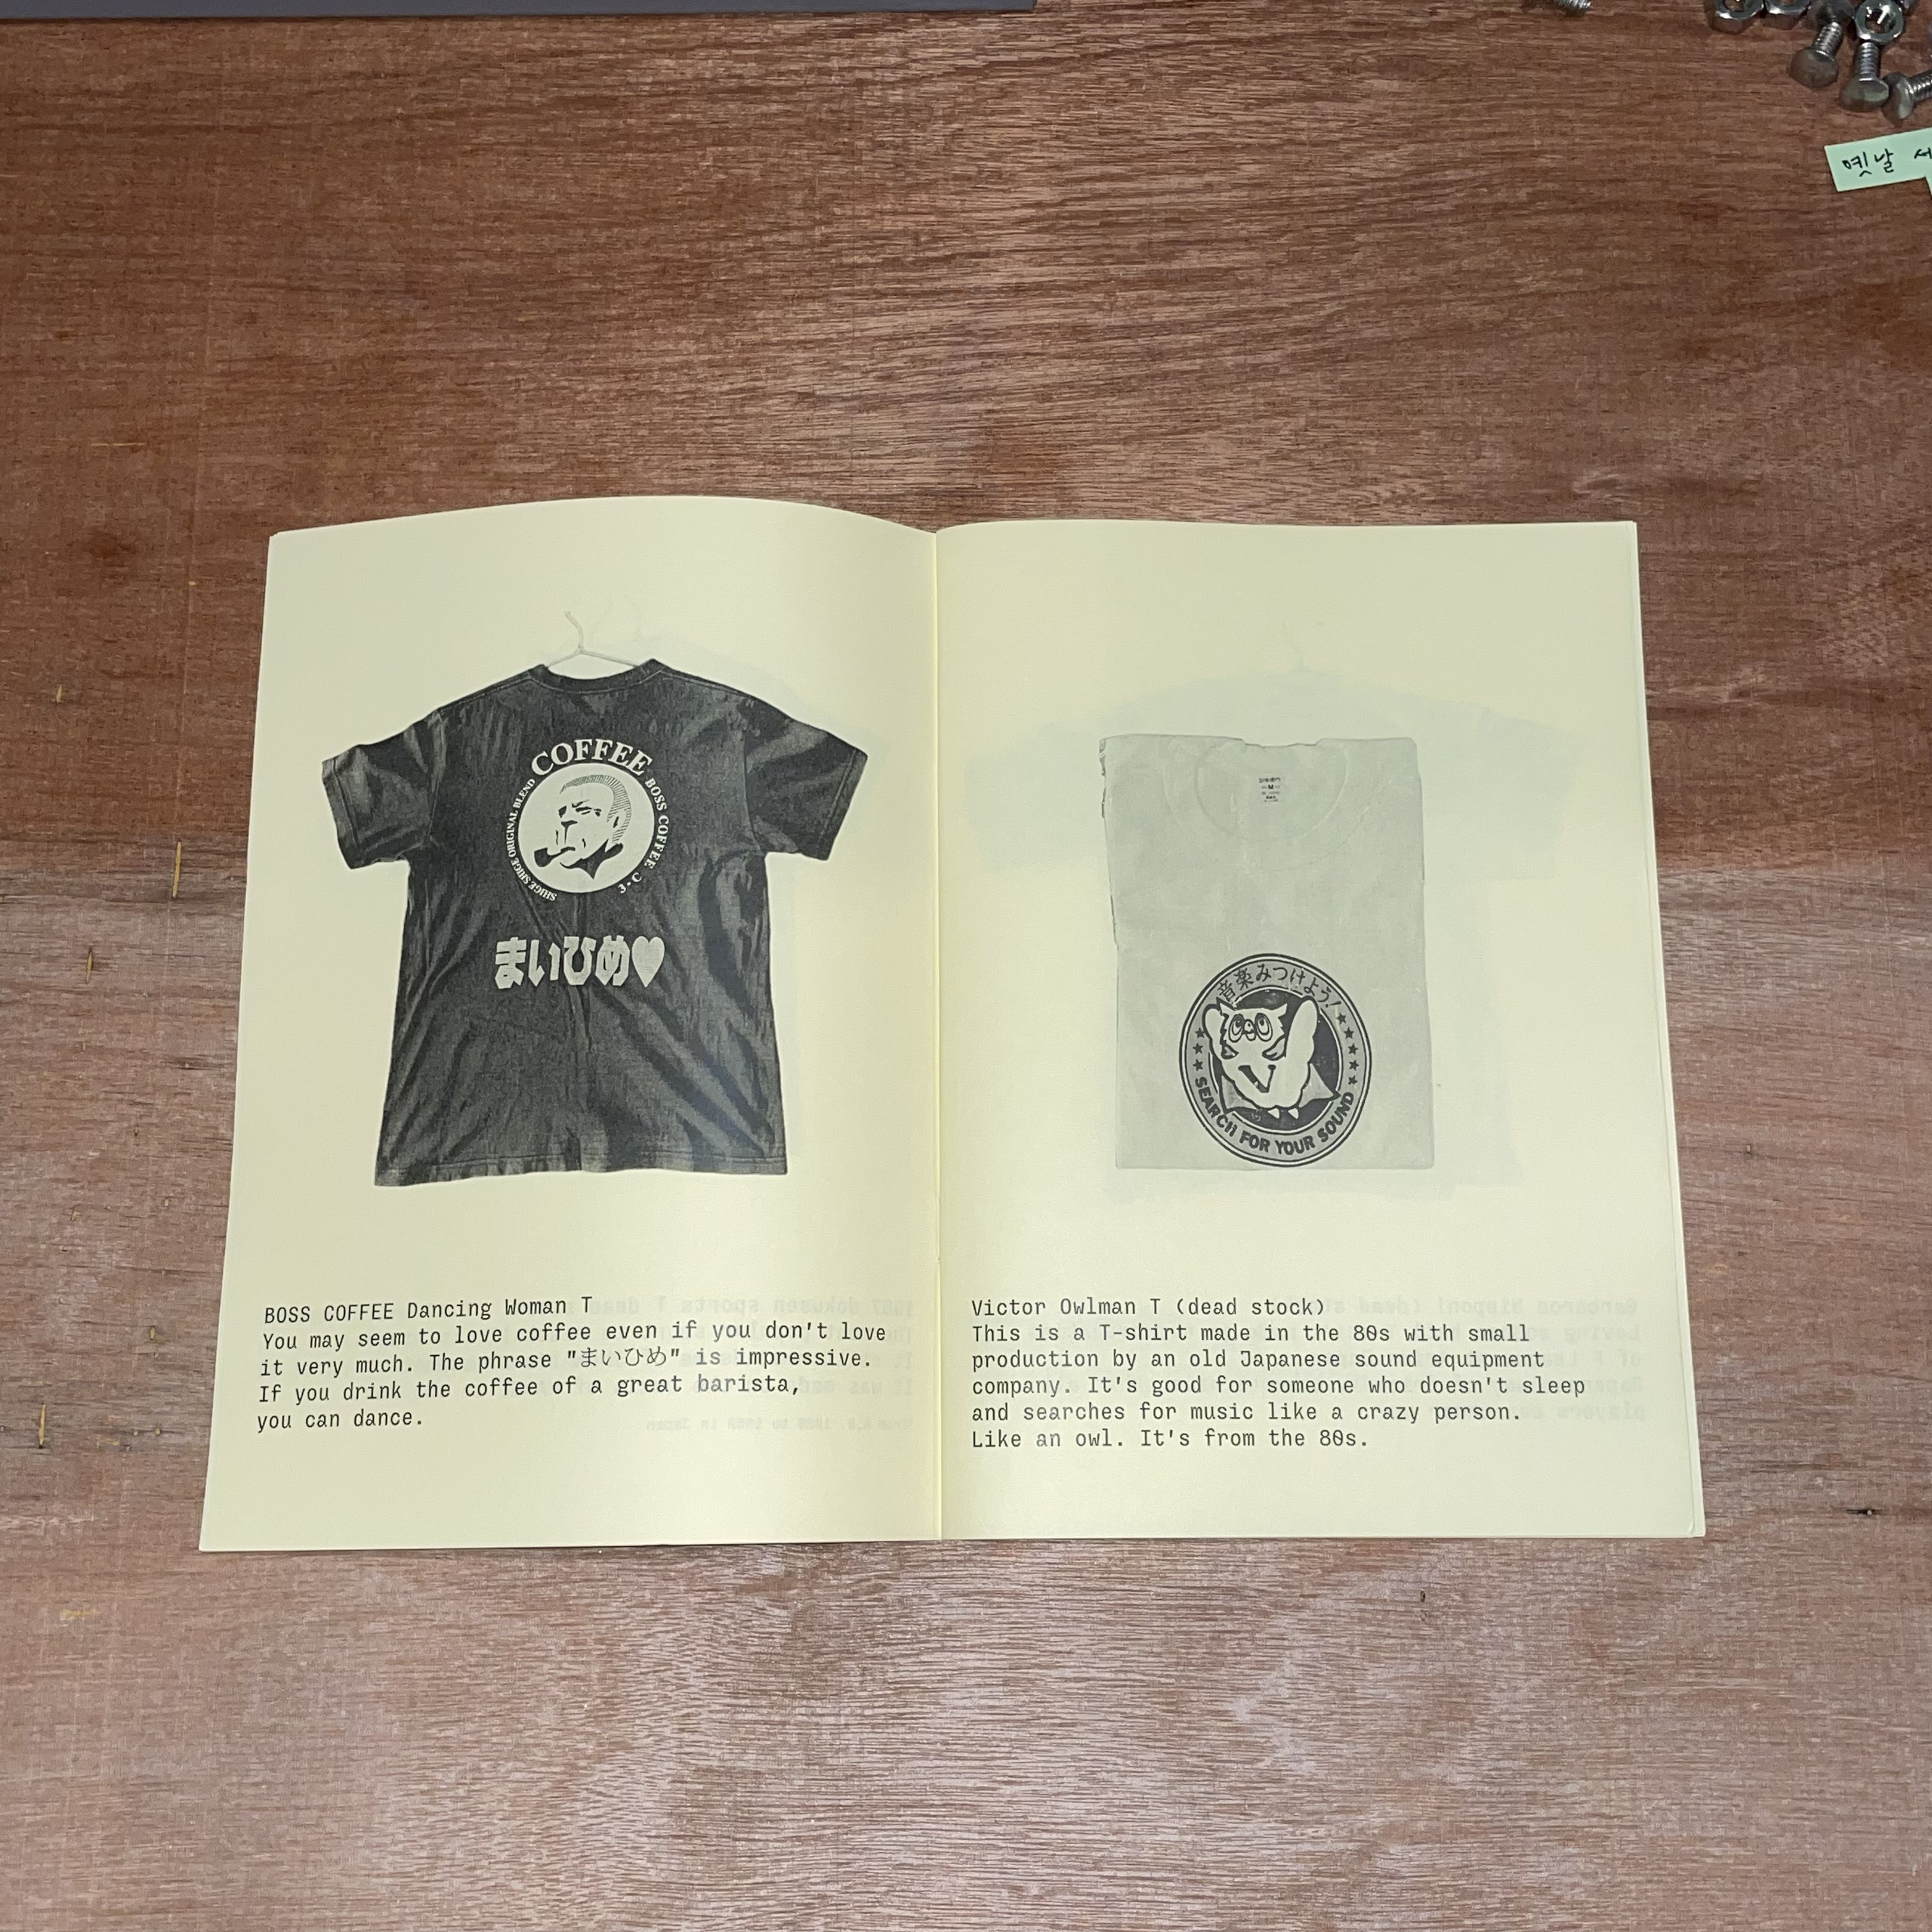 옛날
COFFEE
SHIGE SHIGE ORIGINAL BLEND
BOSS COFFEE
3-C
まいひめ♥
M
音楽みつけよう!
SEARCH FOR YOUR SOUND
BOSS COFFEE Dancing Woman T
You may seem to love coffee even if you don't love
it very much. The phrase "まいひめ" is impressive.
If you drink the coffee of a great barista,
you can dance.
Victor Owlman T (dead stock)
This is a T-shirt made in the 80s with small
production by an old Japanese sound equipment
company. It's good for someone who doesn't sleep
and searches for music like a crazy person.
Like an owl. It's from the 80s.